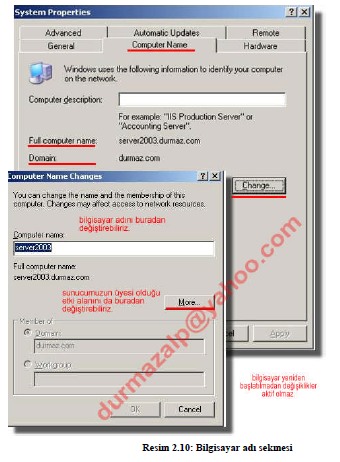 System Properties
Advanced
Automatic Updates
Remote
General
Computer Name
Hardware
Windows uses the following information to identify your computer
on the network.
Computer description:
For example: "IIS Production Server" or
"Accounting Server".
Full computer name:
server2003.durmaz.com
Domain:
durmaz.com
Change...
Computer Name Changes
You can change the name and the membership of this
computer. Changes may affect access to network resources.
bilgisayar adını buradan
değiştirebiliriz.
Computer name:
server2003
Full computer name:
server2003.durmaz.com
sunucumuzun üyesi olduğu
etki alanını da buradan
değiştirebiliriz.
More...
Member of
Domain:
durmaz.com
Workgroup:
OK
Cancel
cel
Apply
durmazalp@yahoo.com
bilgisayar yeniden
başlatılmadan değişiklikler
aktif olmaz
Resim 2.10: Bilgisayar adı sekmesi